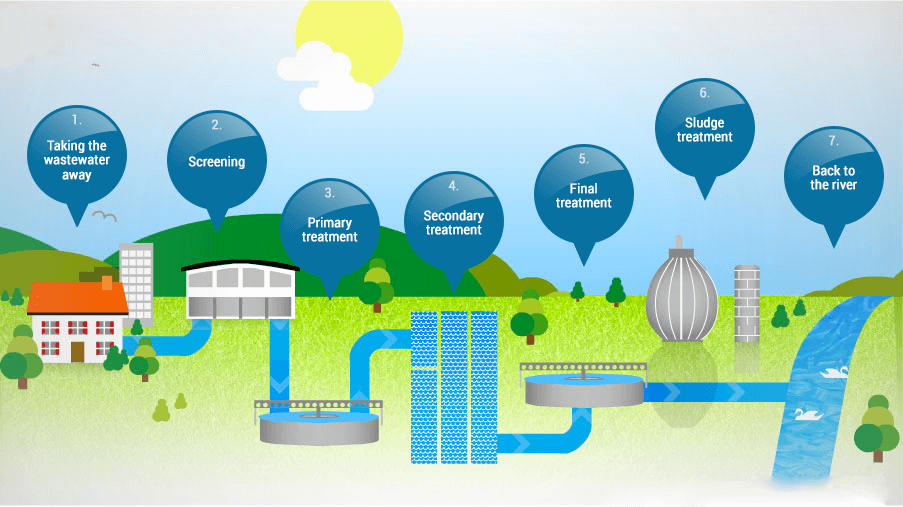 1.
Taking the
wastewater
away
2.
Screening
3.
Primary
treatment
4.
Secondary
treatment
5.
Final
treatment
6.
Sludge
treatment
7.
Back to
the river